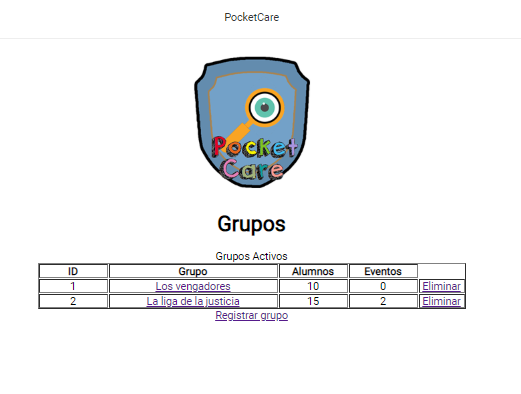 PocketCare
Pocket
Care
Grupos
Grupos Activos
ID Grupo Alumnos Eventos
1 Los vengadores 10 0 Eliminar
2 La liga de la justicia 15 2 Eliminar
Registrar grupo